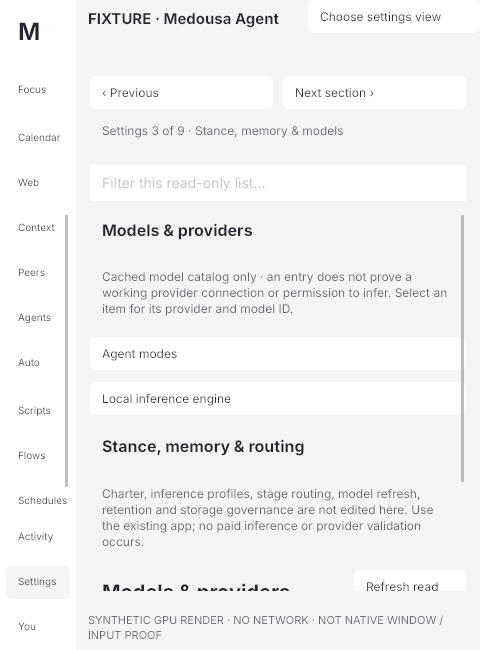 M
FIXTURE · Medousa Agent
Choose settings view
Focus
Calendar
Web
Context
Peers
Agents
Auto
Scripts
Flows
Schedules
Activity
Settings
You
‹ Previous
Next section ›
Settings 3 of 9 · Stance, memory & models
Filter this read-only list...
Models & providers
Cached model catalog only · an entry does not prove a
working provider connection or permission to infer. Select an
item for its provider and model ID.
Agent modes
Local inference engine
Stance, memory & routing
Charter, inference profiles, stage routing, model refresh,
retention and storage governance are not edited here. Use
the existing app; no paid inference or provider validation
occurs.
Models & providers
Refresh read
SYNTHETIC GPU RENDER · NO NETWORK · NOT NATIVE WINDOW /
INPUT PROOF